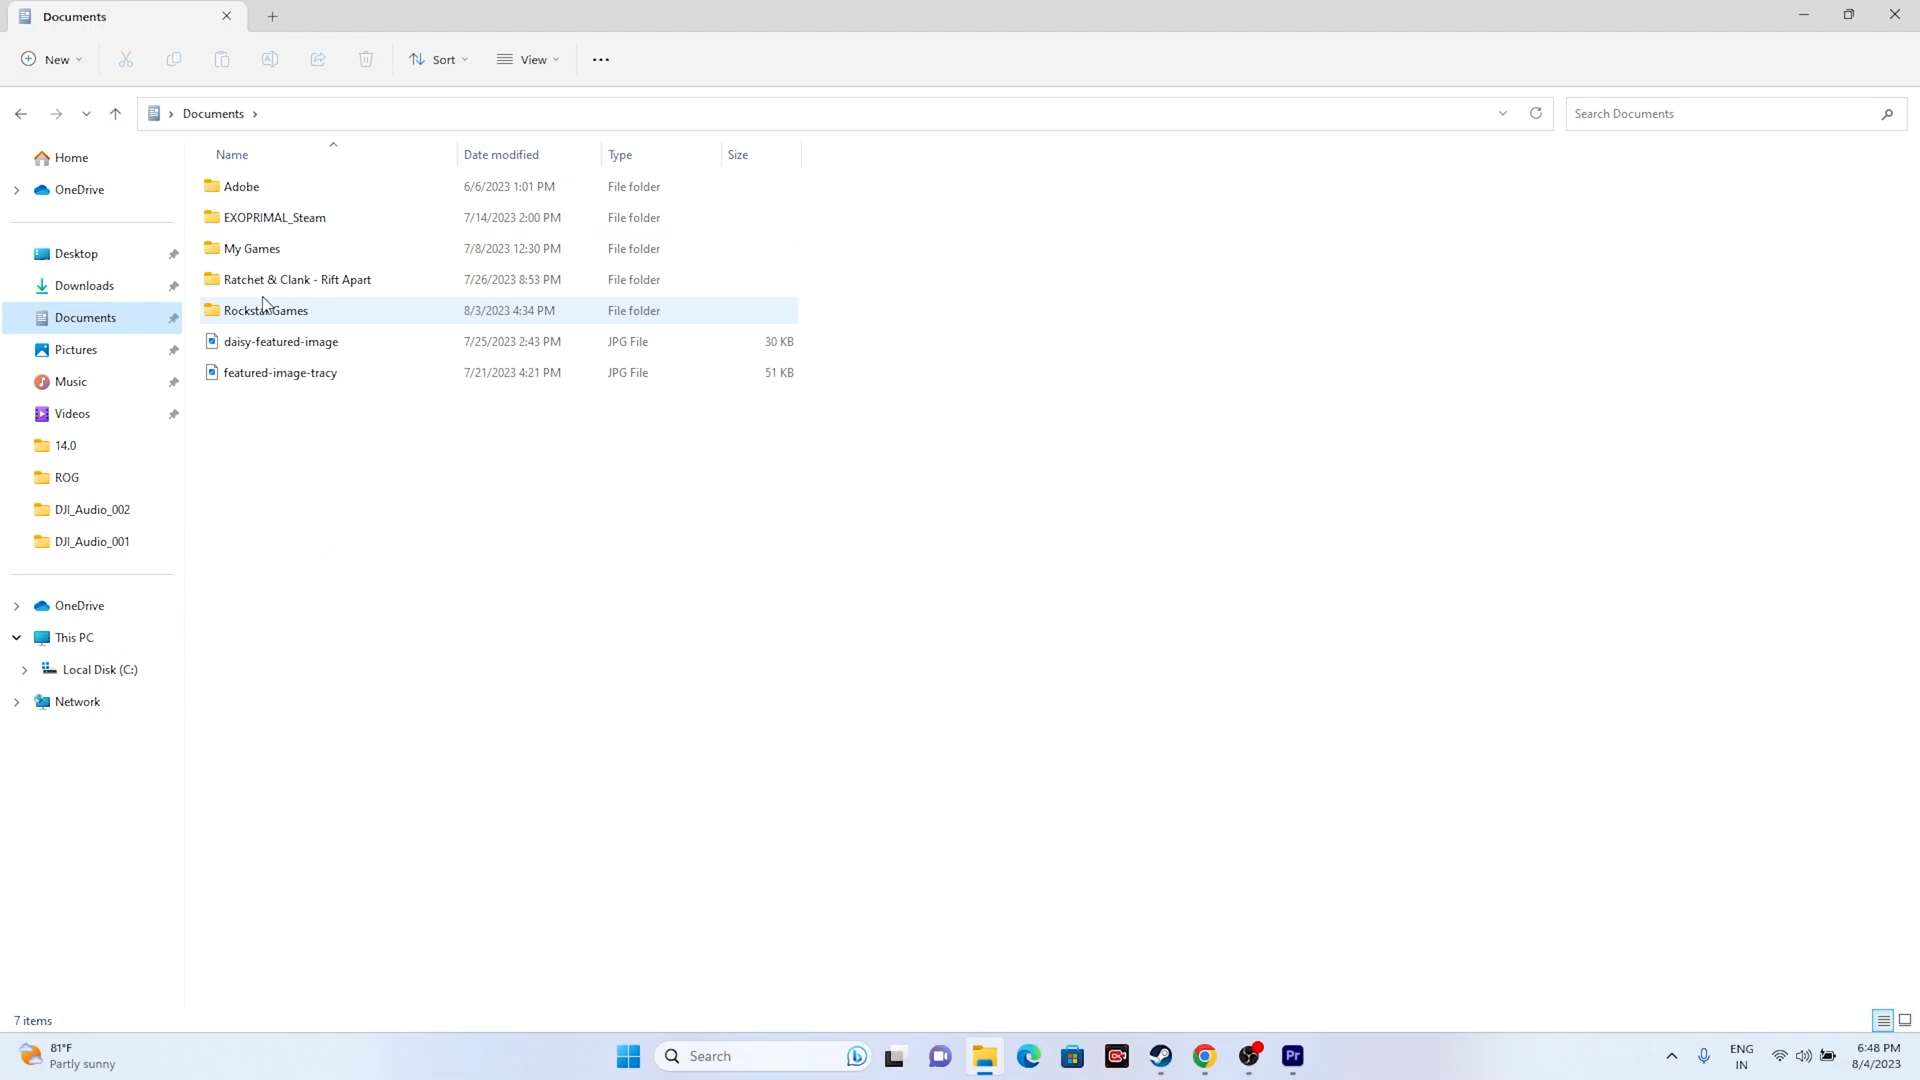 Documents
New
Sort
View
Documents
Search Documents
Home
OneDrive
Desktop
Downloads
Documents
Pictures
Music
Videos
14.0
ROG
DJI_Audio_002
DJI_Audio_001
OneDrive
This PC
Local Disk (C:)
Network
Name Date modified Type Size
Adobe 6/6/2023 1:01 PM File folder
EXOPRIMAL_Steam 7/14/2023 2:00 PM File folder
My Games 7/8/2023 12:30 PM File folder
Ratchet & Clank - Rift Apart 7/26/2023 8:53 PM File folder
Rockstar Games 8/3/2023 4:34 PM File folder
daisy-featured-image 7/25/2023 2:43 PM JPG File 30 KB
featured-image-tracy 7/21/2023 4:21 PM JPG File 51 KB
7 items
81°F
Partly sunny
Search
Pr
ENG
IN
6:48 PM
8/4/2023